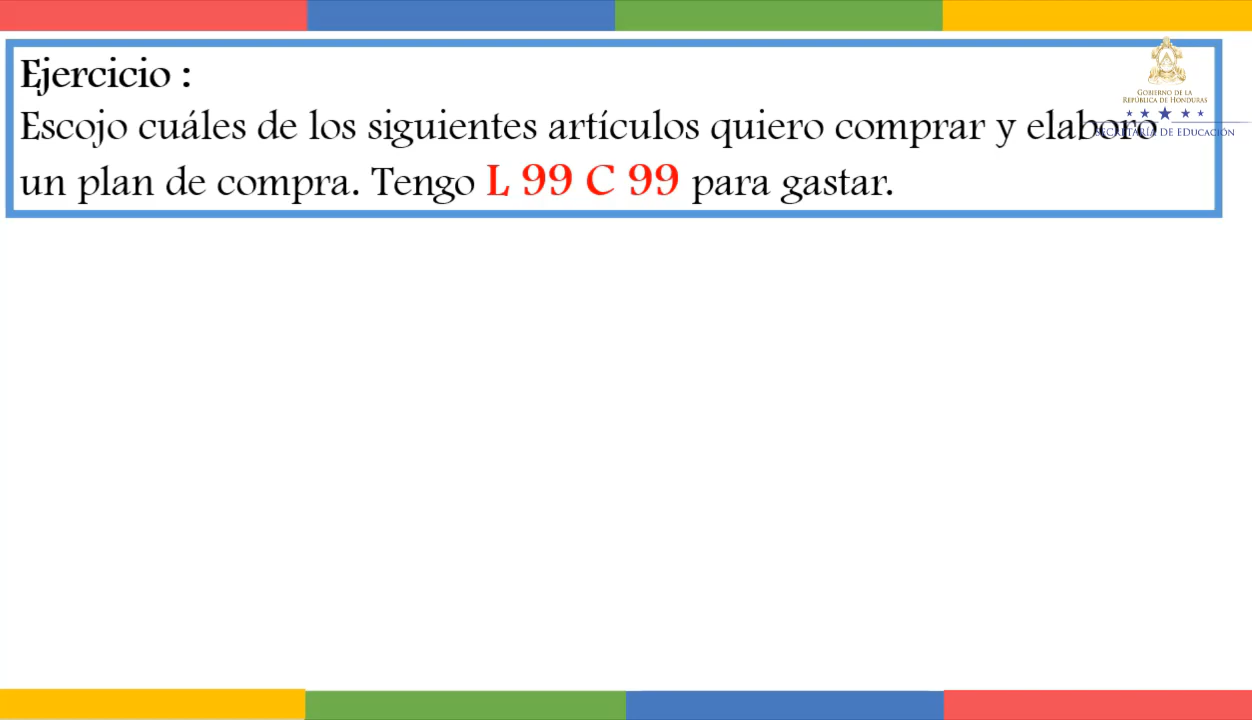 Ejercicio :
Escojo cuáles de los siguientes artículos quiero comprar y elaboro
un plan de compra. Tengo L 99 C 99 para gastar.
GOBIERNO DE LA
REPÚBLICA DE HONDURAS
SECRETARÍA DE EDUCACIÓN